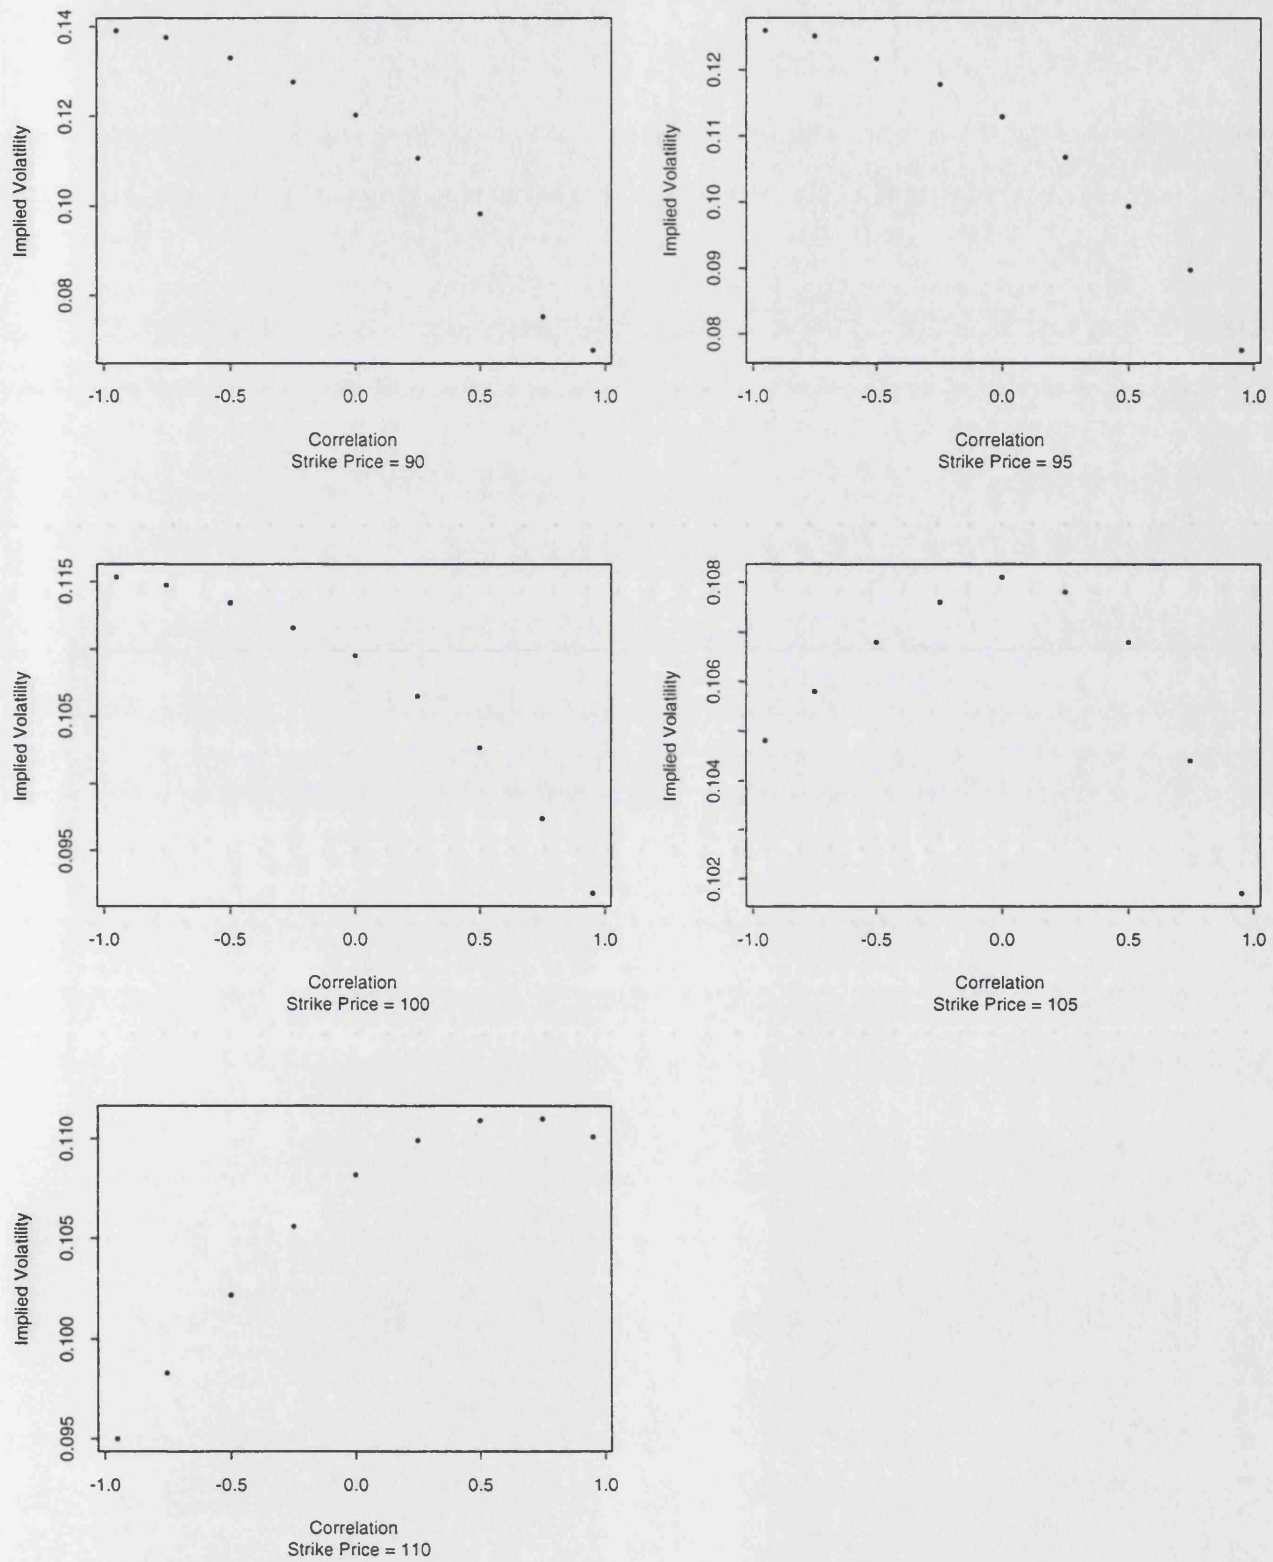 0.14
0.12
0.10
0.08
Implied Volatility
-1.0 -0.5 0.0 0.5 1.0
Correlation
Strike Price = 90
0.12
0.11
0.10
0.09
0.08
Implied Volatility
-1.0 -0.5 0.0 0.5 1.0
Correlation
Strike Price = 95
0.115
0.105
0.095
Implied Volatility
-1.0 -0.5 0.0 0.5 1.0
Correlation
Strike Price = 100
0.108
0.106
0.104
0.102
Implied Volatility
-1.0 -0.5 0.0 0.5 1.0
Correlation
Strike Price = 105
0.110
0.105
0.100
0.095
Implied Volatility
-1.0 -0.5 0.0 0.5 1.0
Correlation
Strike Price = 110